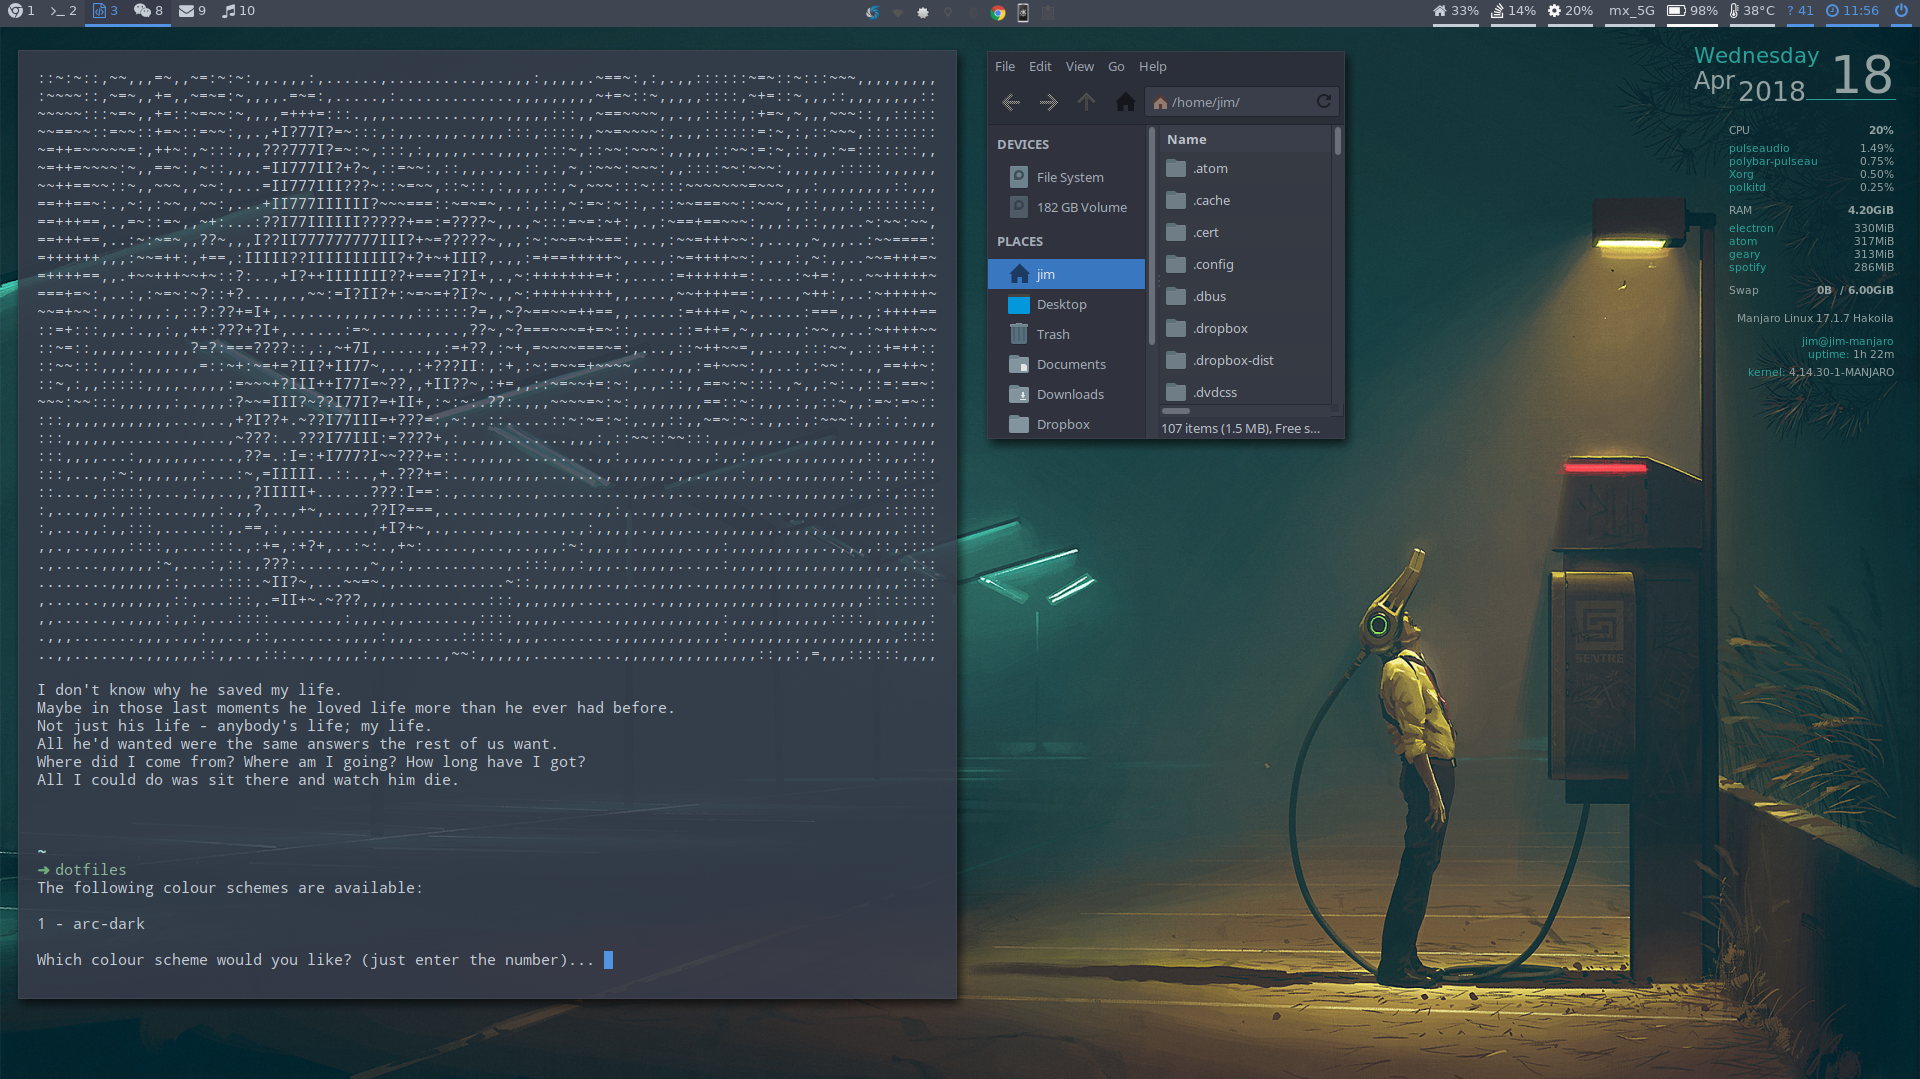 1 2 3 8 9 10
33% 14% 20% mx_5G 98% 38°C ? 41 11:56
Wednesday
Apr 2018 18
CPU 20%
pulseaudio 1.49%
polybar-pulseau 0.75%
Xorg 0.50%
polkitd 0.25%
RAM 4.20GiB
electron 330MiB
atom 317MiB
geary 313MiB
spotify 286MiB
Swap 0B / 6.00GiB
Manjaro Linux 17.1.7 Hakoila
jim@jim-manjaro
uptime: 1h 22m
kernel: 4.14.30-1-MANJARO
File Edit View Go Help
/home/jim/
DEVICES
File System
182 GB Volume
PLACES
jim
Desktop
Trash
Documents
Downloads
Dropbox
Name
.atom
.cache
.cert
.config
.dbus
.dropbox
.dropbox-dist
.dvdcss
107 items (1.5 MB), Free s...
SENTRE
I don't know why he saved my life.
Maybe in those last moments he loved life more than he ever had before.
Not just his life - anybody's life; my life.
All he'd wanted were the same answers the rest of us want.
Where did I come from? Where am I going? How long have I got?
All I could do was sit there and watch him die.
~
➜ dotfiles
The following colour schemes are available:
1 - arc-dark
Which colour scheme would you like? (just enter the number)...